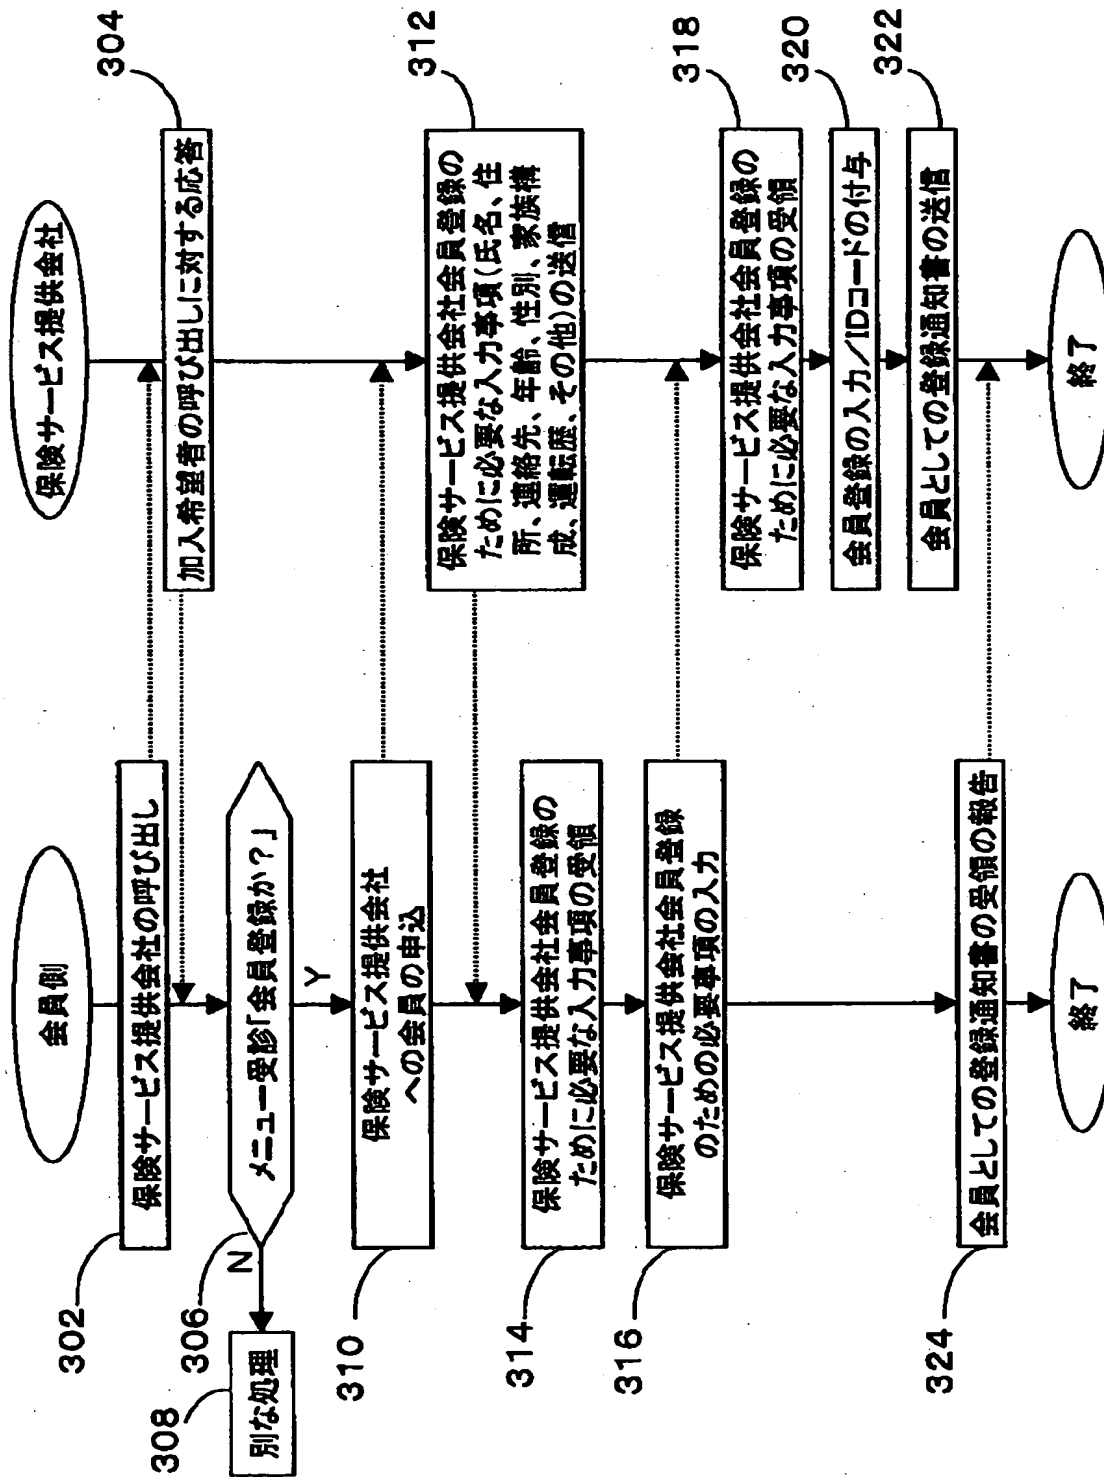 会員側
保険サービス提供会社
302
保険サービス提供会社の呼び出し
304
加入希望者の呼び出しに対する応答
306
メニュー受診「会員登録か？」
N
Y
308
別な処理
310
保険サービス提供会社
への会員の申込
312
保険サービス提供会社会員登録の
ために必要な入力事項(氏名、住
所、連絡先、年齢、性別、家族構
成、運転歴、その他)の送信
314
保険サービス提供会社会員登録の
ために必要な入力事項の受領
316
保険サービス提供会社会員登録
のための必要事項の入力
318
保険サービス提供会社会員登録の
ために必要な入力事項の受領
320
会員登録の入力／IDコードの付与
322
会員としての登録通知書の送信
324
会員としての登録通知書の受領の報告
終了
終了